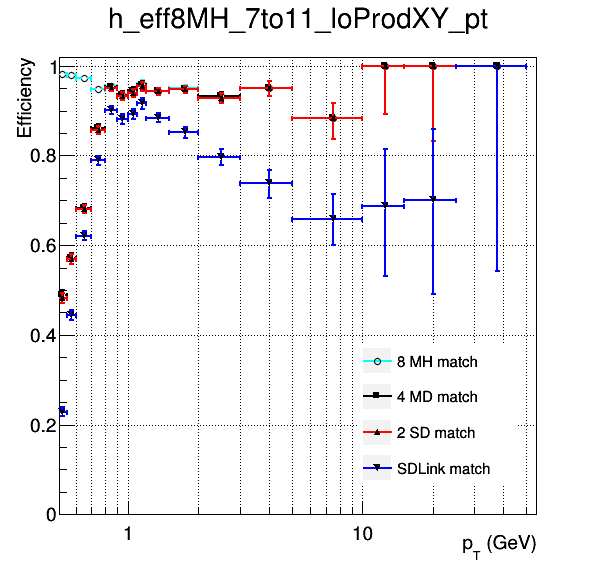 h_eff8MH_7to11_loProdXY_pt
Efficiency
1
0.8
0.6
0.4
0.2
0
8 MH match
4 MD match
2 SD match
SDLink match
1
10
p_T (GeV)